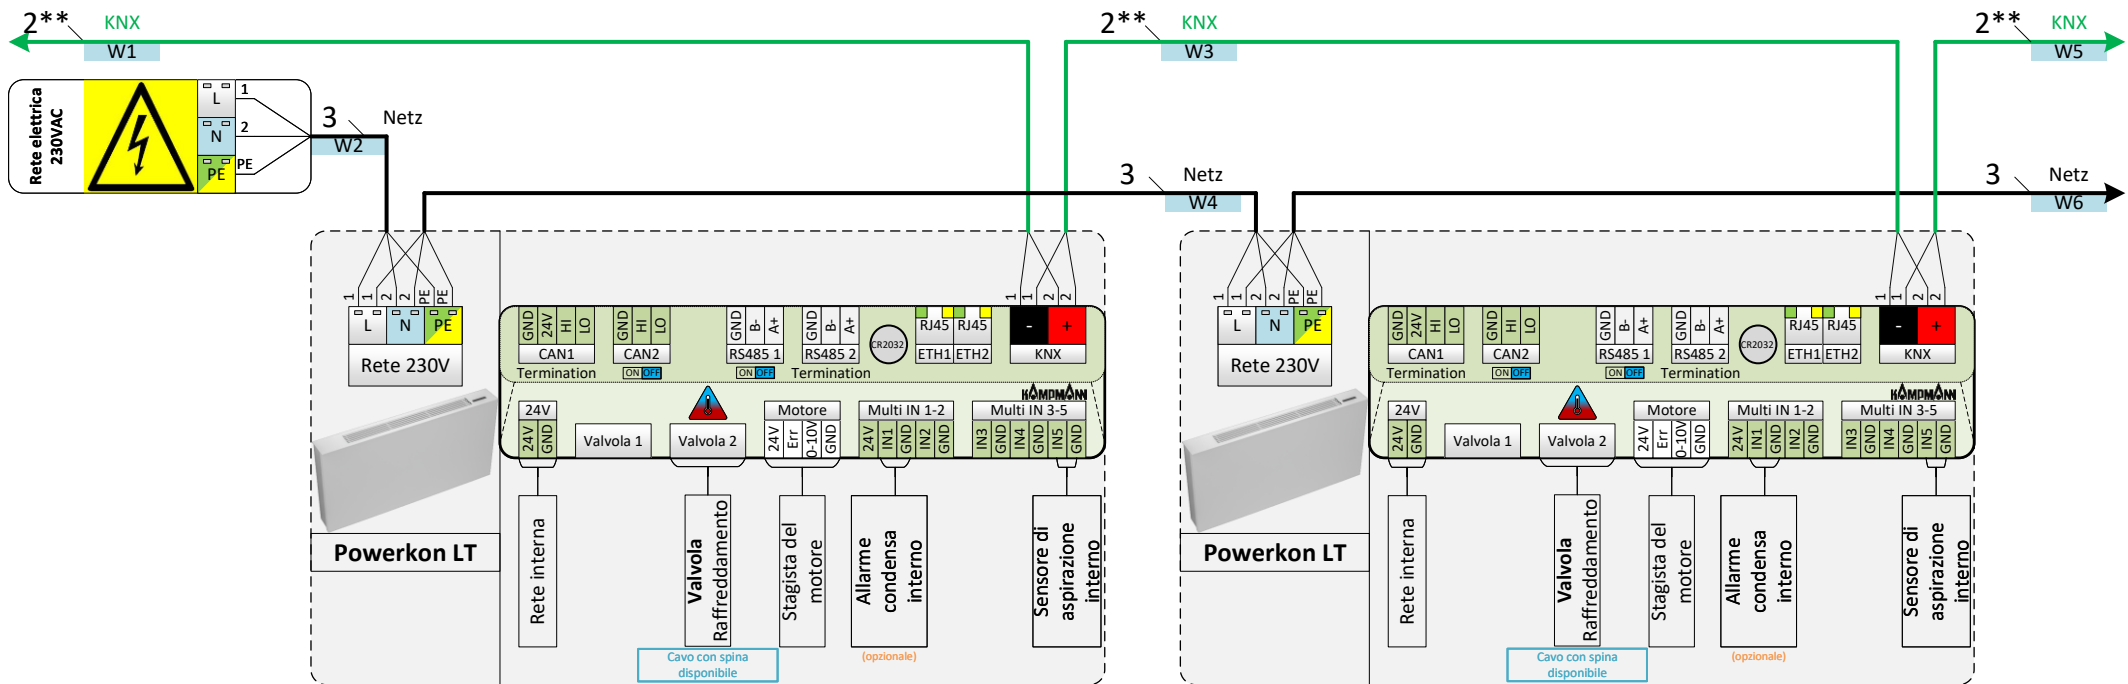 2** KNX
W1
2** KNX
W3
2** KNX
W5
Rete elettrica
230VAC
L 1
N 2
PE PE
3 Netz
W2
3 Netz
W4
3 Netz
W6
1 1 2 2 PE PE
L N PE
Rete 230V
Powerkon LT
1 1 2 2
GND 24V HI LO
CAN1
GND HI LO
CAN2
GND B- A+
RS485 1
GND B- A+
RS485 2
CR2032
RJ45 RJ45
ETH1 ETH2
- +
KNX
Termination ON OFF
ON OFF Termination
KAMPMANN
24V
24V GND
Valvola 1
Valvola 2
Motore
24V Err 0-10V GND
Multi IN 1-2
24V IN1 GND IN2 GND
Multi IN 3-5
IN3 GND IN4 GND IN5 GND
Rete interna
Valvola
Raffreddamento
Stagista del
motore
Allarme
condensa
interno
Sensore di
aspirazione
interno
Cavo con spina
disponibile
(opzionale)
1 1 2 2 PE PE
L N PE
Rete 230V
Powerkon LT
1 1 2 2
GND 24V HI LO
CAN1
GND HI LO
CAN2
GND B- A+
RS485 1
GND B- A+
RS485 2
CR2032
RJ45 RJ45
ETH1 ETH2
- +
KNX
Termination ON OFF
ON OFF Termination
KAMPMANN
24V
24V GND
Valvola 1
Valvola 2
Motore
24V Err 0-10V GND
Multi IN 1-2
24V IN1 GND IN2 GND
Multi IN 3-5
IN3 GND IN4 GND IN5 GND
Rete interna
Valvola
Raffreddamento
Stagista del
motore
Allarme
condensa
interno
Sensore di
aspirazione
interno
Cavo con spina
disponibile
(opzionale)